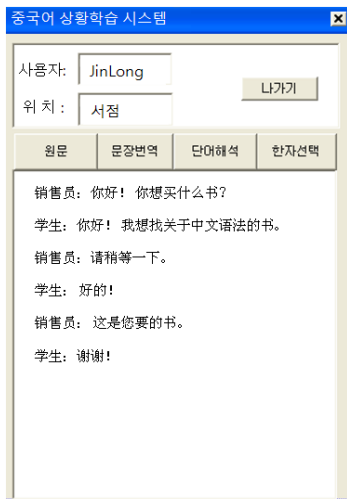 중국어 상황학습 시스템
사용자: JinLong
위 치 : 서점
나가기
원문 문장번역 단어해석 한자선택
销售员: 你好! 你想买什么书?
学生: 你好! 我想找关于中文语法的书。
销售员: 请稍等一下。
学生: 好的!
销售员: 这是您要的书。
学生: 谢谢!